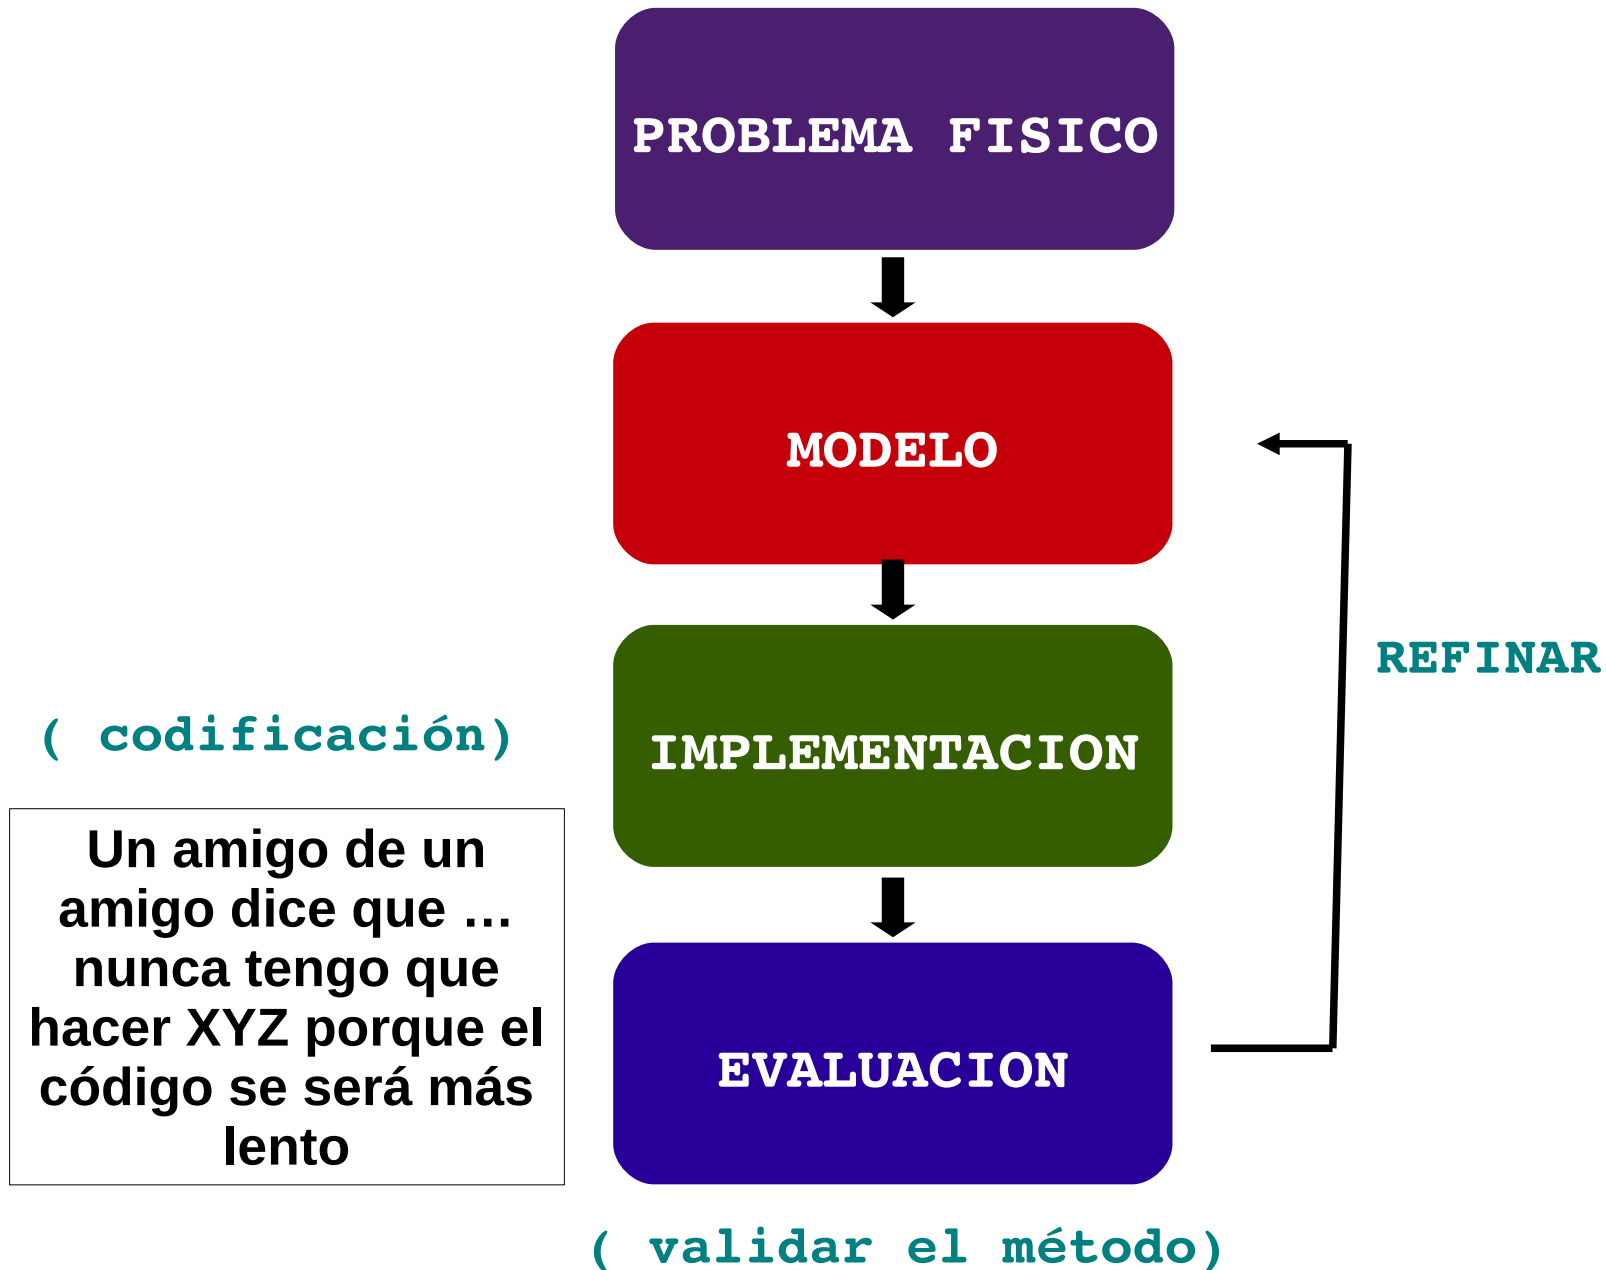 PROBLEMA FISICO
MODELO
REFINAR
( codificación)
IMPLEMENTACION
Un amigo de un
amigo dice que …
nunca tengo que
hacer XYZ porque el
código se será más
lento
EVALUACION
( validar el método)